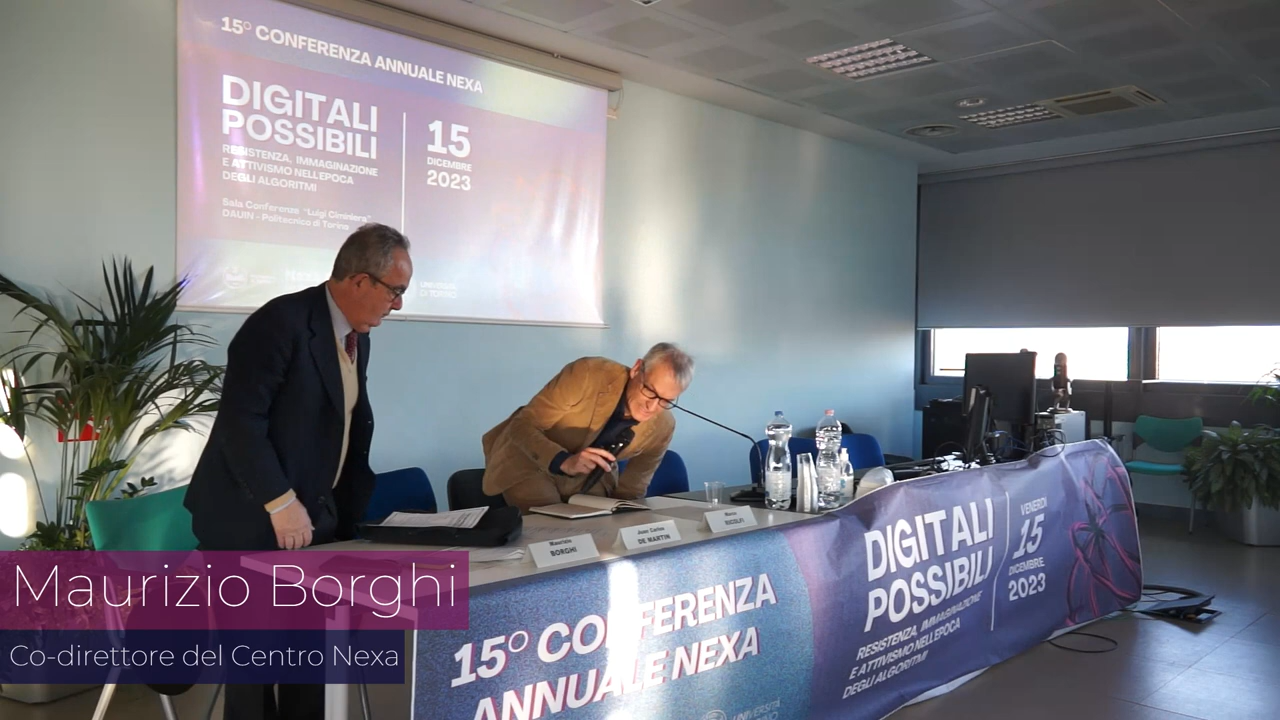 15° CONFERENZA ANNUALE NEXA
DIGITALI
POSSIBILI
RESISTENZA, IMMAGINAZIONE
E ATTIVISMO NELL'EPOCA
DEGLI ALGORITMI
Sala Conferenze "Luigi Ciminiera"
DAUIN - Politecnico di Torino
15
DICEMBRE
2023
Maurizio
BORGHI
Juan Carlos
DE MARTIN
Marco
RICOLFI
15° CONFERENZA
ANNUALE NEXA
DIGITALI
POSSIBILI
RESISTENZA, IMMAGINAZIONE
E ATTIVISMO NELL'EPOCA
DEGLI ALGORITMI
VENERDÌ
15
DICEMBRE
2023
UNIVERSITÀ
Maurizio Borghi
Co-direttore del Centro Nexa